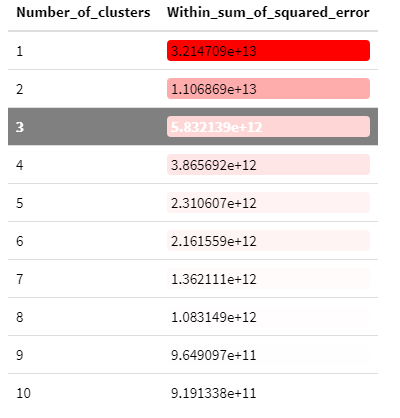 Number_of_clusters Within_sum_of_squared_error
1 3.214709e+13
2 1.106869e+13
3 5.832139e+12
4 3.865692e+12
5 2.310607e+12
6 2.161559e+12
7 1.362111e+12
8 1.083149e+12
9 9.649097e+11
10 9.191338e+11